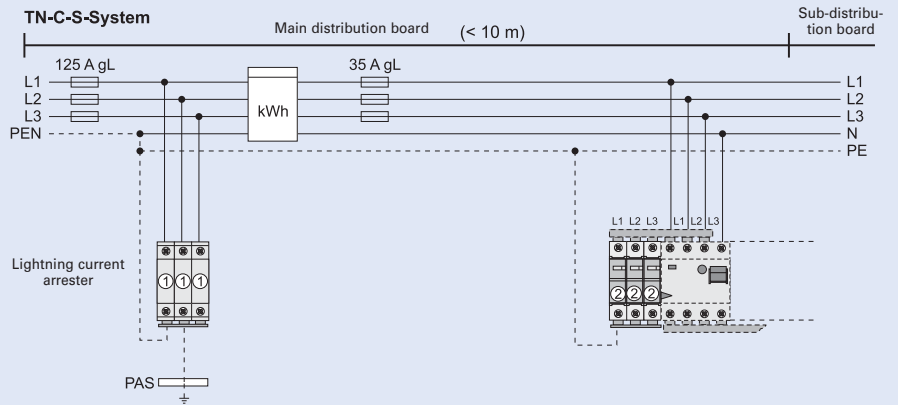 TN-C-S-System
Main distribution board (< 10 m)
Sub-distribu-
tion board
125 A gL
35 A gL
L1
L2
L3
PEN
kWh
L1
L2
L3
N
PE
L1 L2 L3 L1 L2 L3
Lightning current
arrester
1 1 1
2 2 2
PAS